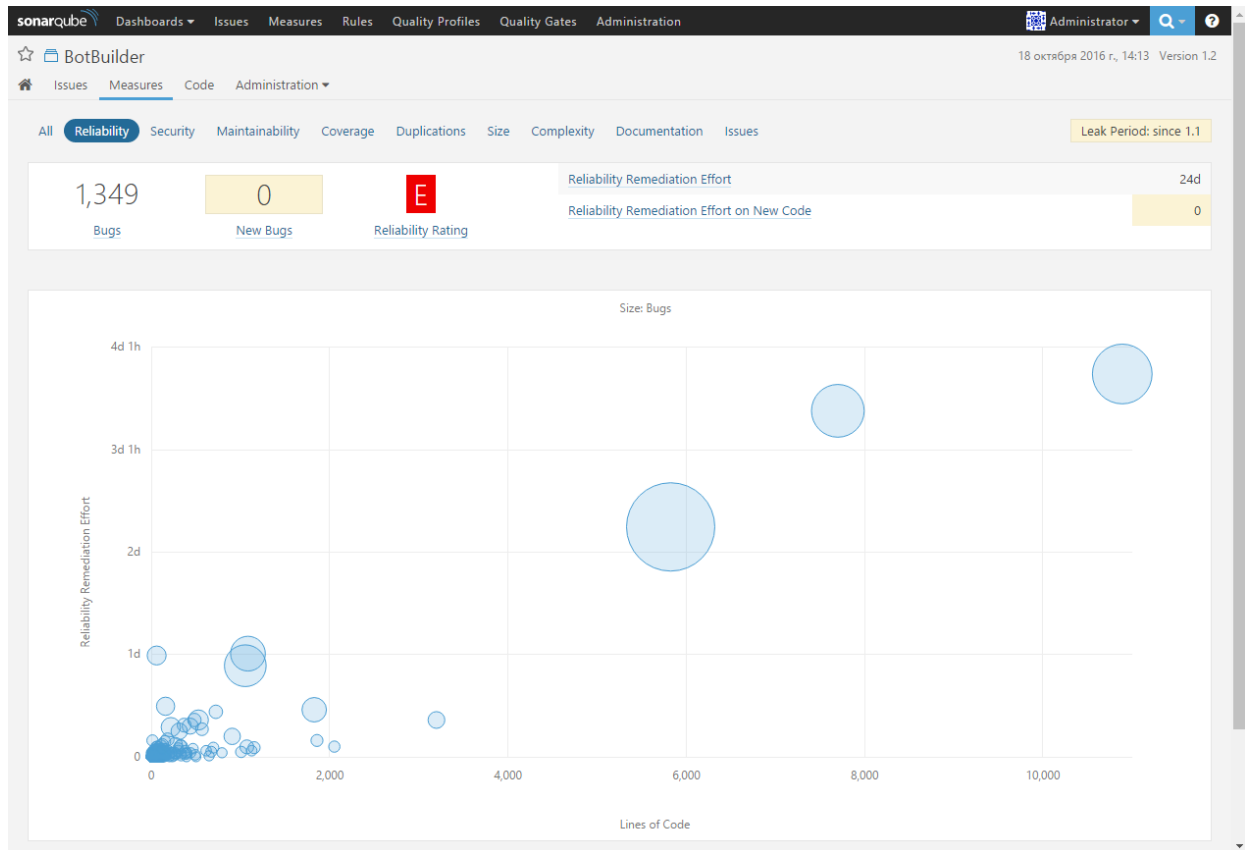 sonarqube Dashboards Issues Measures Rules Quality Profiles Quality Gates Administration Administrator ?
BotBuilder 18 октября 2016 г., 14:13 Version 1.2
Issues Measures Code Administration
All Reliability Security Maintainability Coverage Duplications Size Complexity Documentation Issues Leak Period: since 1.1
1,349 0 E
Bugs New Bugs Reliability Rating
Reliability Remediation Effort 24d
Reliability Remediation Effort on New Code 0
Size: Bugs
Reliability Remediation Effort
4d 1h
3d 1h
2d
1d
0
0 2,000 4,000 6,000 8,000 10,000
Lines of Code